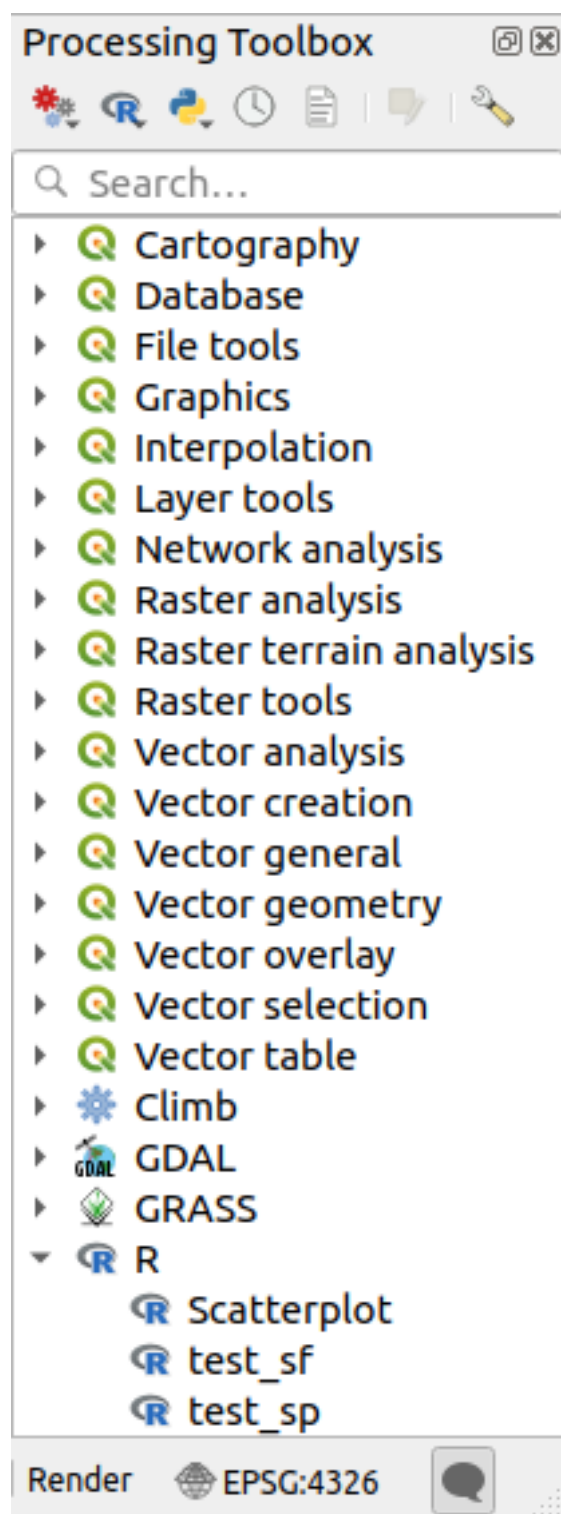 Processing Toolbox
Search...
Cartography
Database
File tools
Graphics
Interpolation
Layer tools
Network analysis
Raster analysis
Raster terrain analysis
Raster tools
Vector analysis
Vector creation
Vector general
Vector geometry
Vector overlay
Vector selection
Vector table
Climb
GDAL GDAL
GRASS
R R
R Scatterplot
R test_sf
R test_sp
Render EPSG:4326